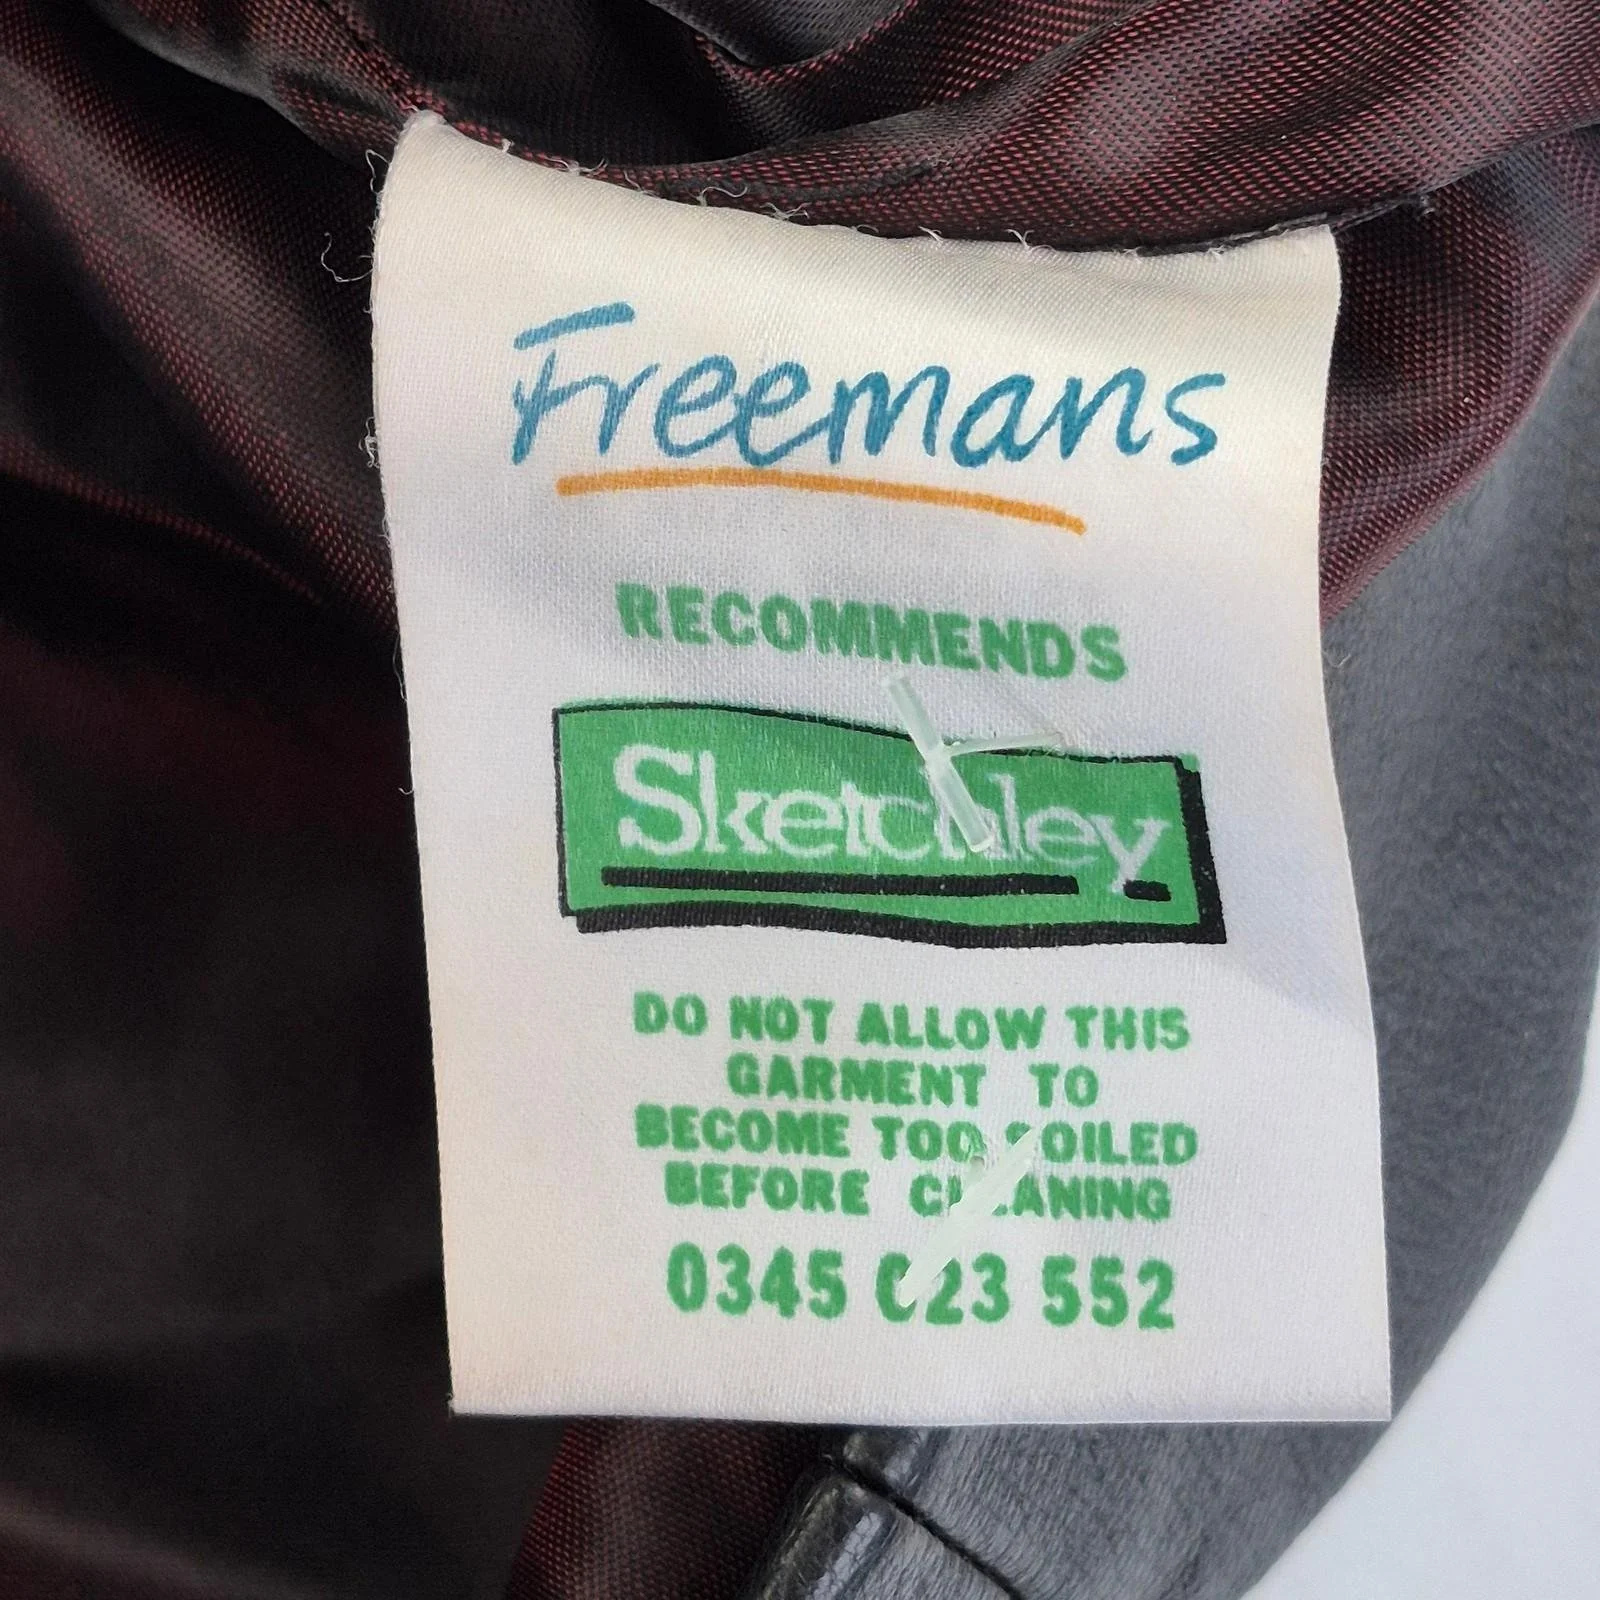 Freemans
RECOMMENDS
Sketchley
DO NOT ALLOW THIS
GARMENT TO
BECOME TOO SOILED
BEFORE CLEANING
0345 023 552